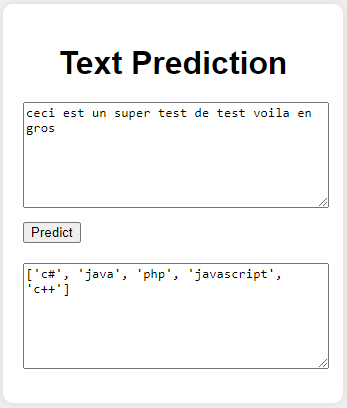 Text Prediction
ceci est un super test de test voila en
gros
Predict
['c#', 'java', 'php', 'javascript',
'c++']